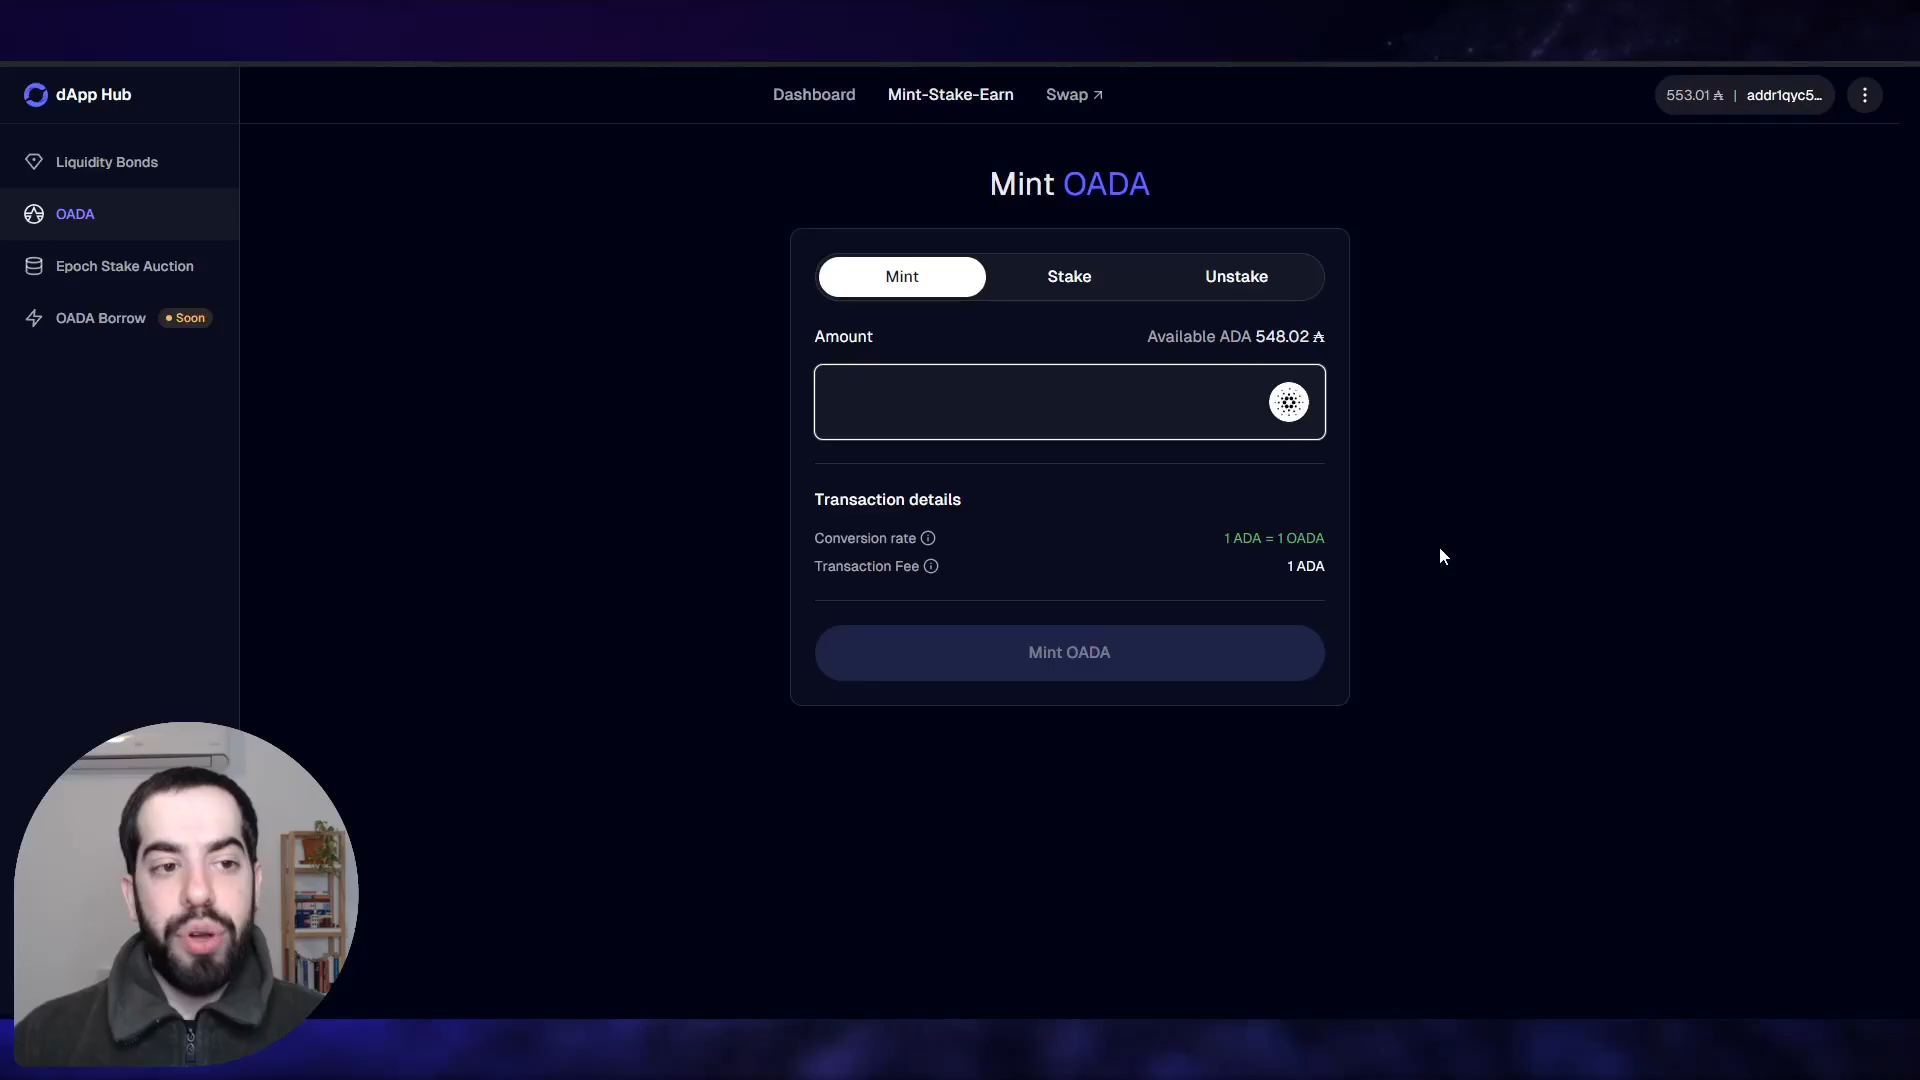 dApp Hub
Dashboard
Mint-Stake-Earn
Swap ↗
553.01 ₳ | addr1qyc5...
Liquidity Bonds
OADA
Epoch Stake Auction
OADA Borrow
Soon
Mint OADA
Mint
Stake
Unstake
Amount
Available ADA 548.02 ₳
Transaction details
Conversion rate
1 ADA = 1 OADA
Transaction Fee
1 ADA
Mint OADA